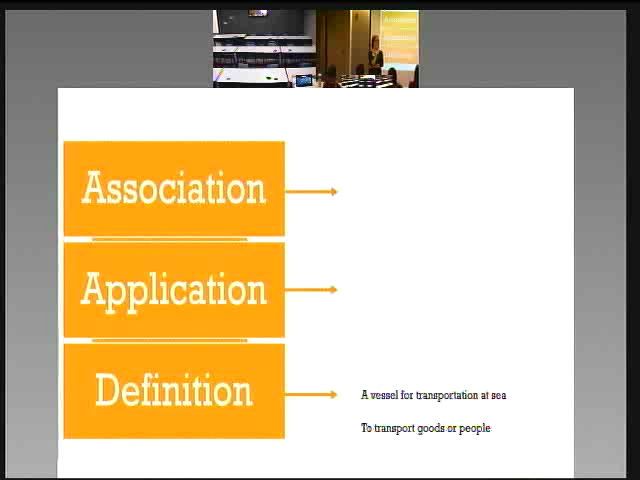 Association
Application
Definition
A vessel for transportation at sea
To transport goods or people